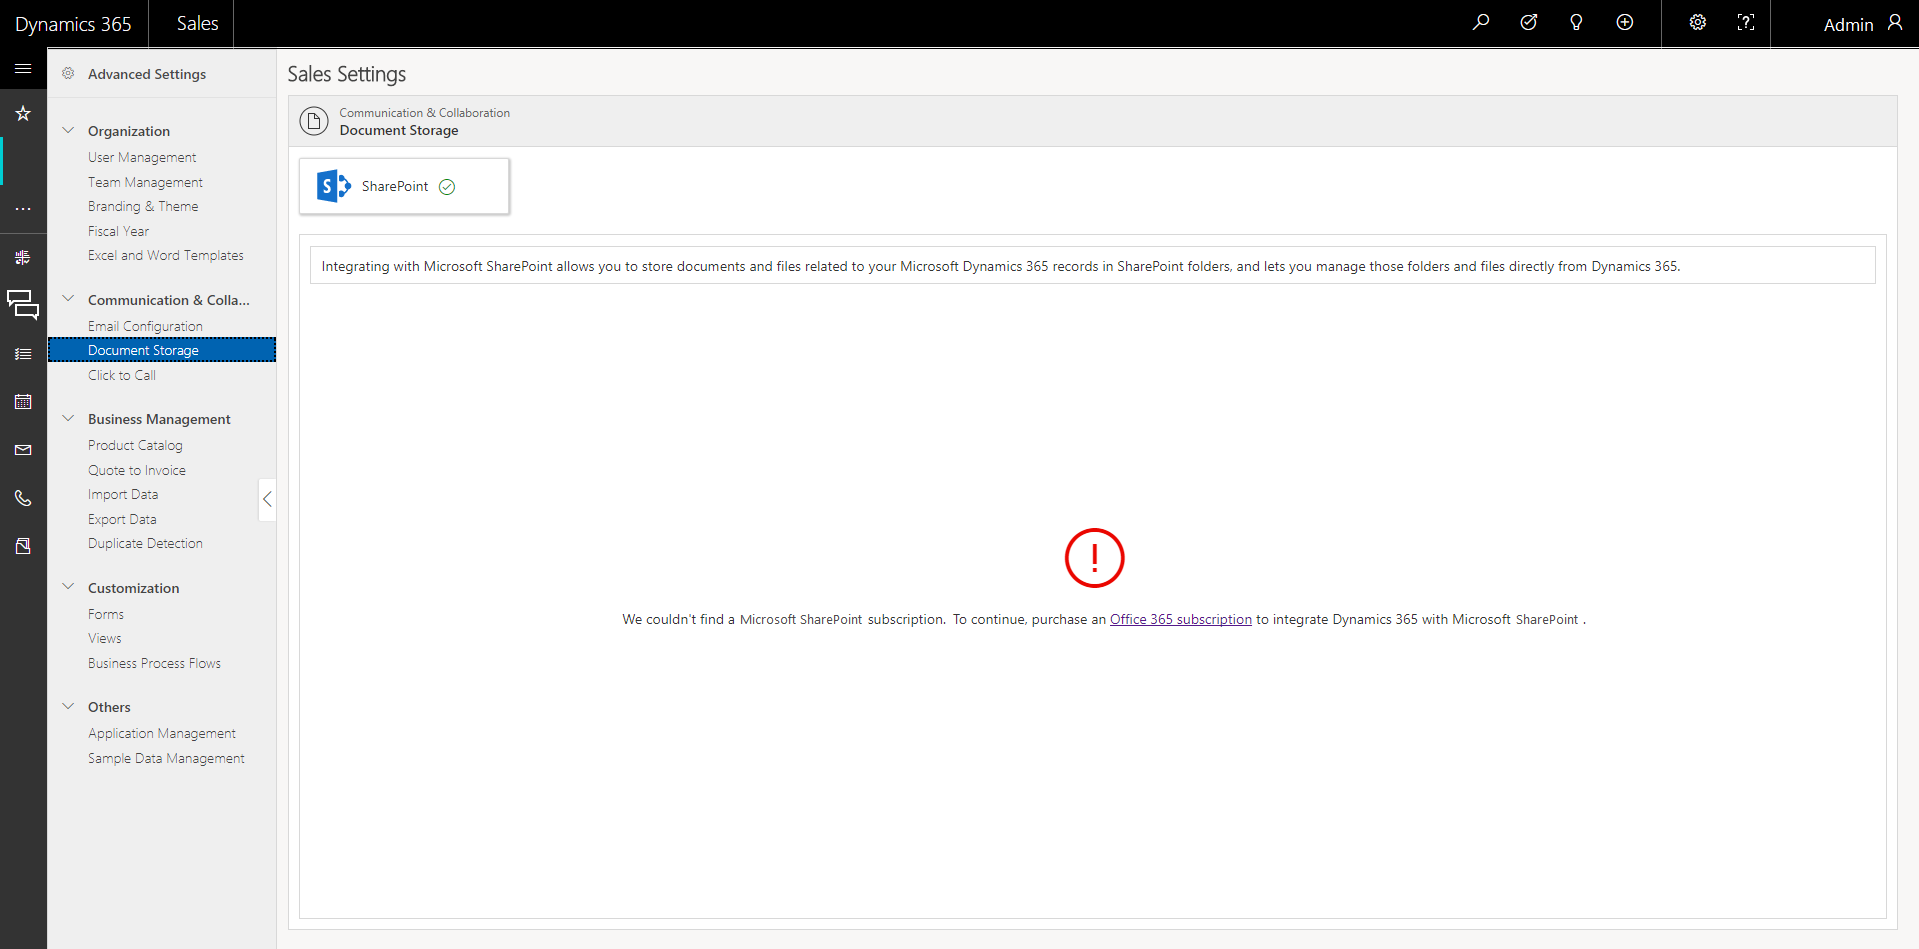 Dynamics 365
Sales
Admin
Advanced Settings
Organization
User Management
Team Management
Branding & Theme
Fiscal Year
Excel and Word Templates
Communication & Colla...
Email Configuration
Document Storage
Click to Call
Business Management
Product Catalog
Quote to Invoice
Import Data
Export Data
Duplicate Detection
Customization
Forms
Views
Business Process Flows
Others
Application Management
Sample Data Management
Sales Settings
Communication & Collaboration
Document Storage
SharePoint
Integrating with Microsoft SharePoint allows you to store documents and files related to your Microsoft Dynamics 365 records in SharePoint folders, and lets you manage those folders and files directly from Dynamics 365.
We couldn't find a Microsoft SharePoint subscription. To continue, purchase an Office 365 subscription to integrate Dynamics 365 with Microsoft SharePoint .